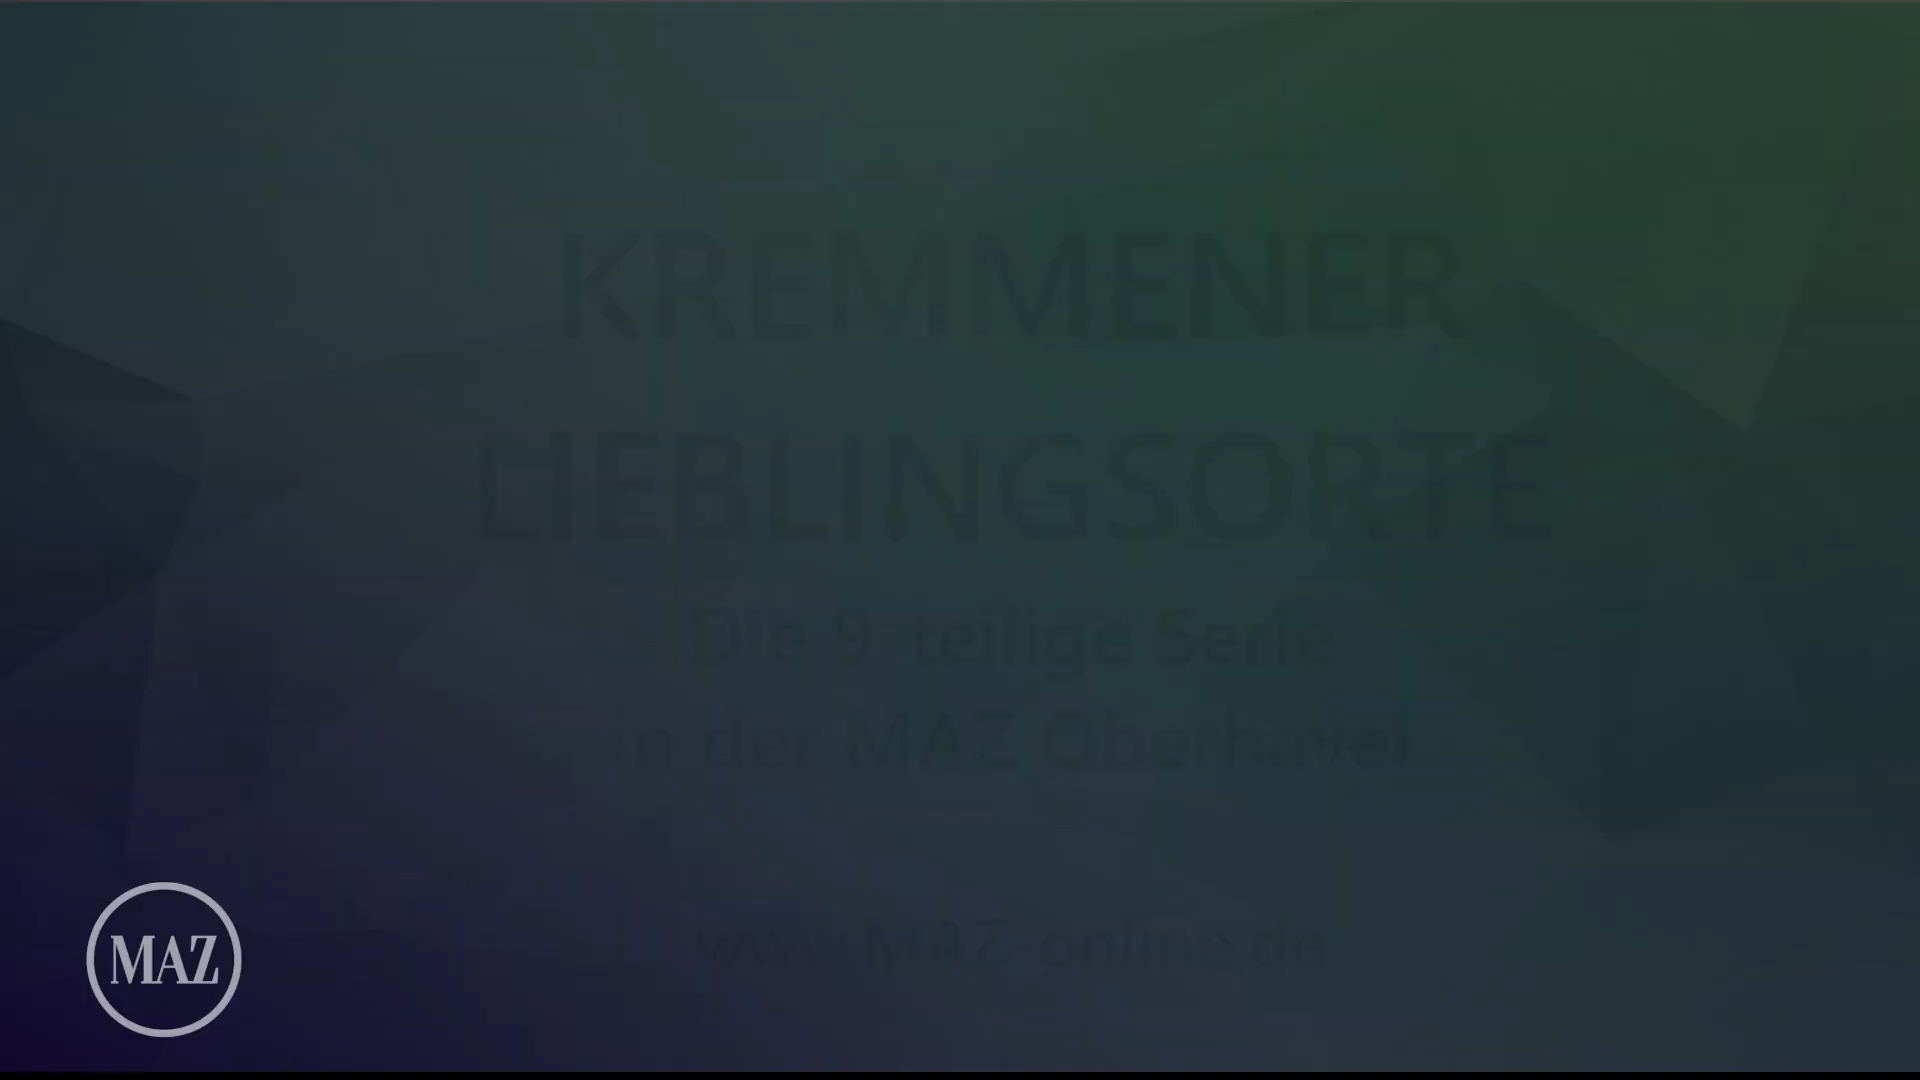 KREMMENER
LIEBLINGSORTE
Die 9-teilige Serie
in der MAZ Oberhavel
www.MAZ-online.de
MAZ